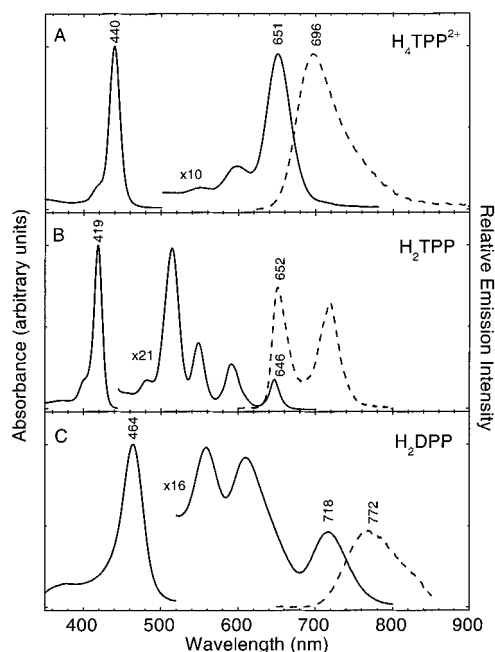 A
440
651
696
H₄TPP²⁺
x10
B
419
652
H₂TPP
x21
646
C
464
x16
718
772
H₂DPP
Absorbance (arbitrary units)
Relative Emission Intensity
400 500 600 700 800 900
Wavelength (nm)